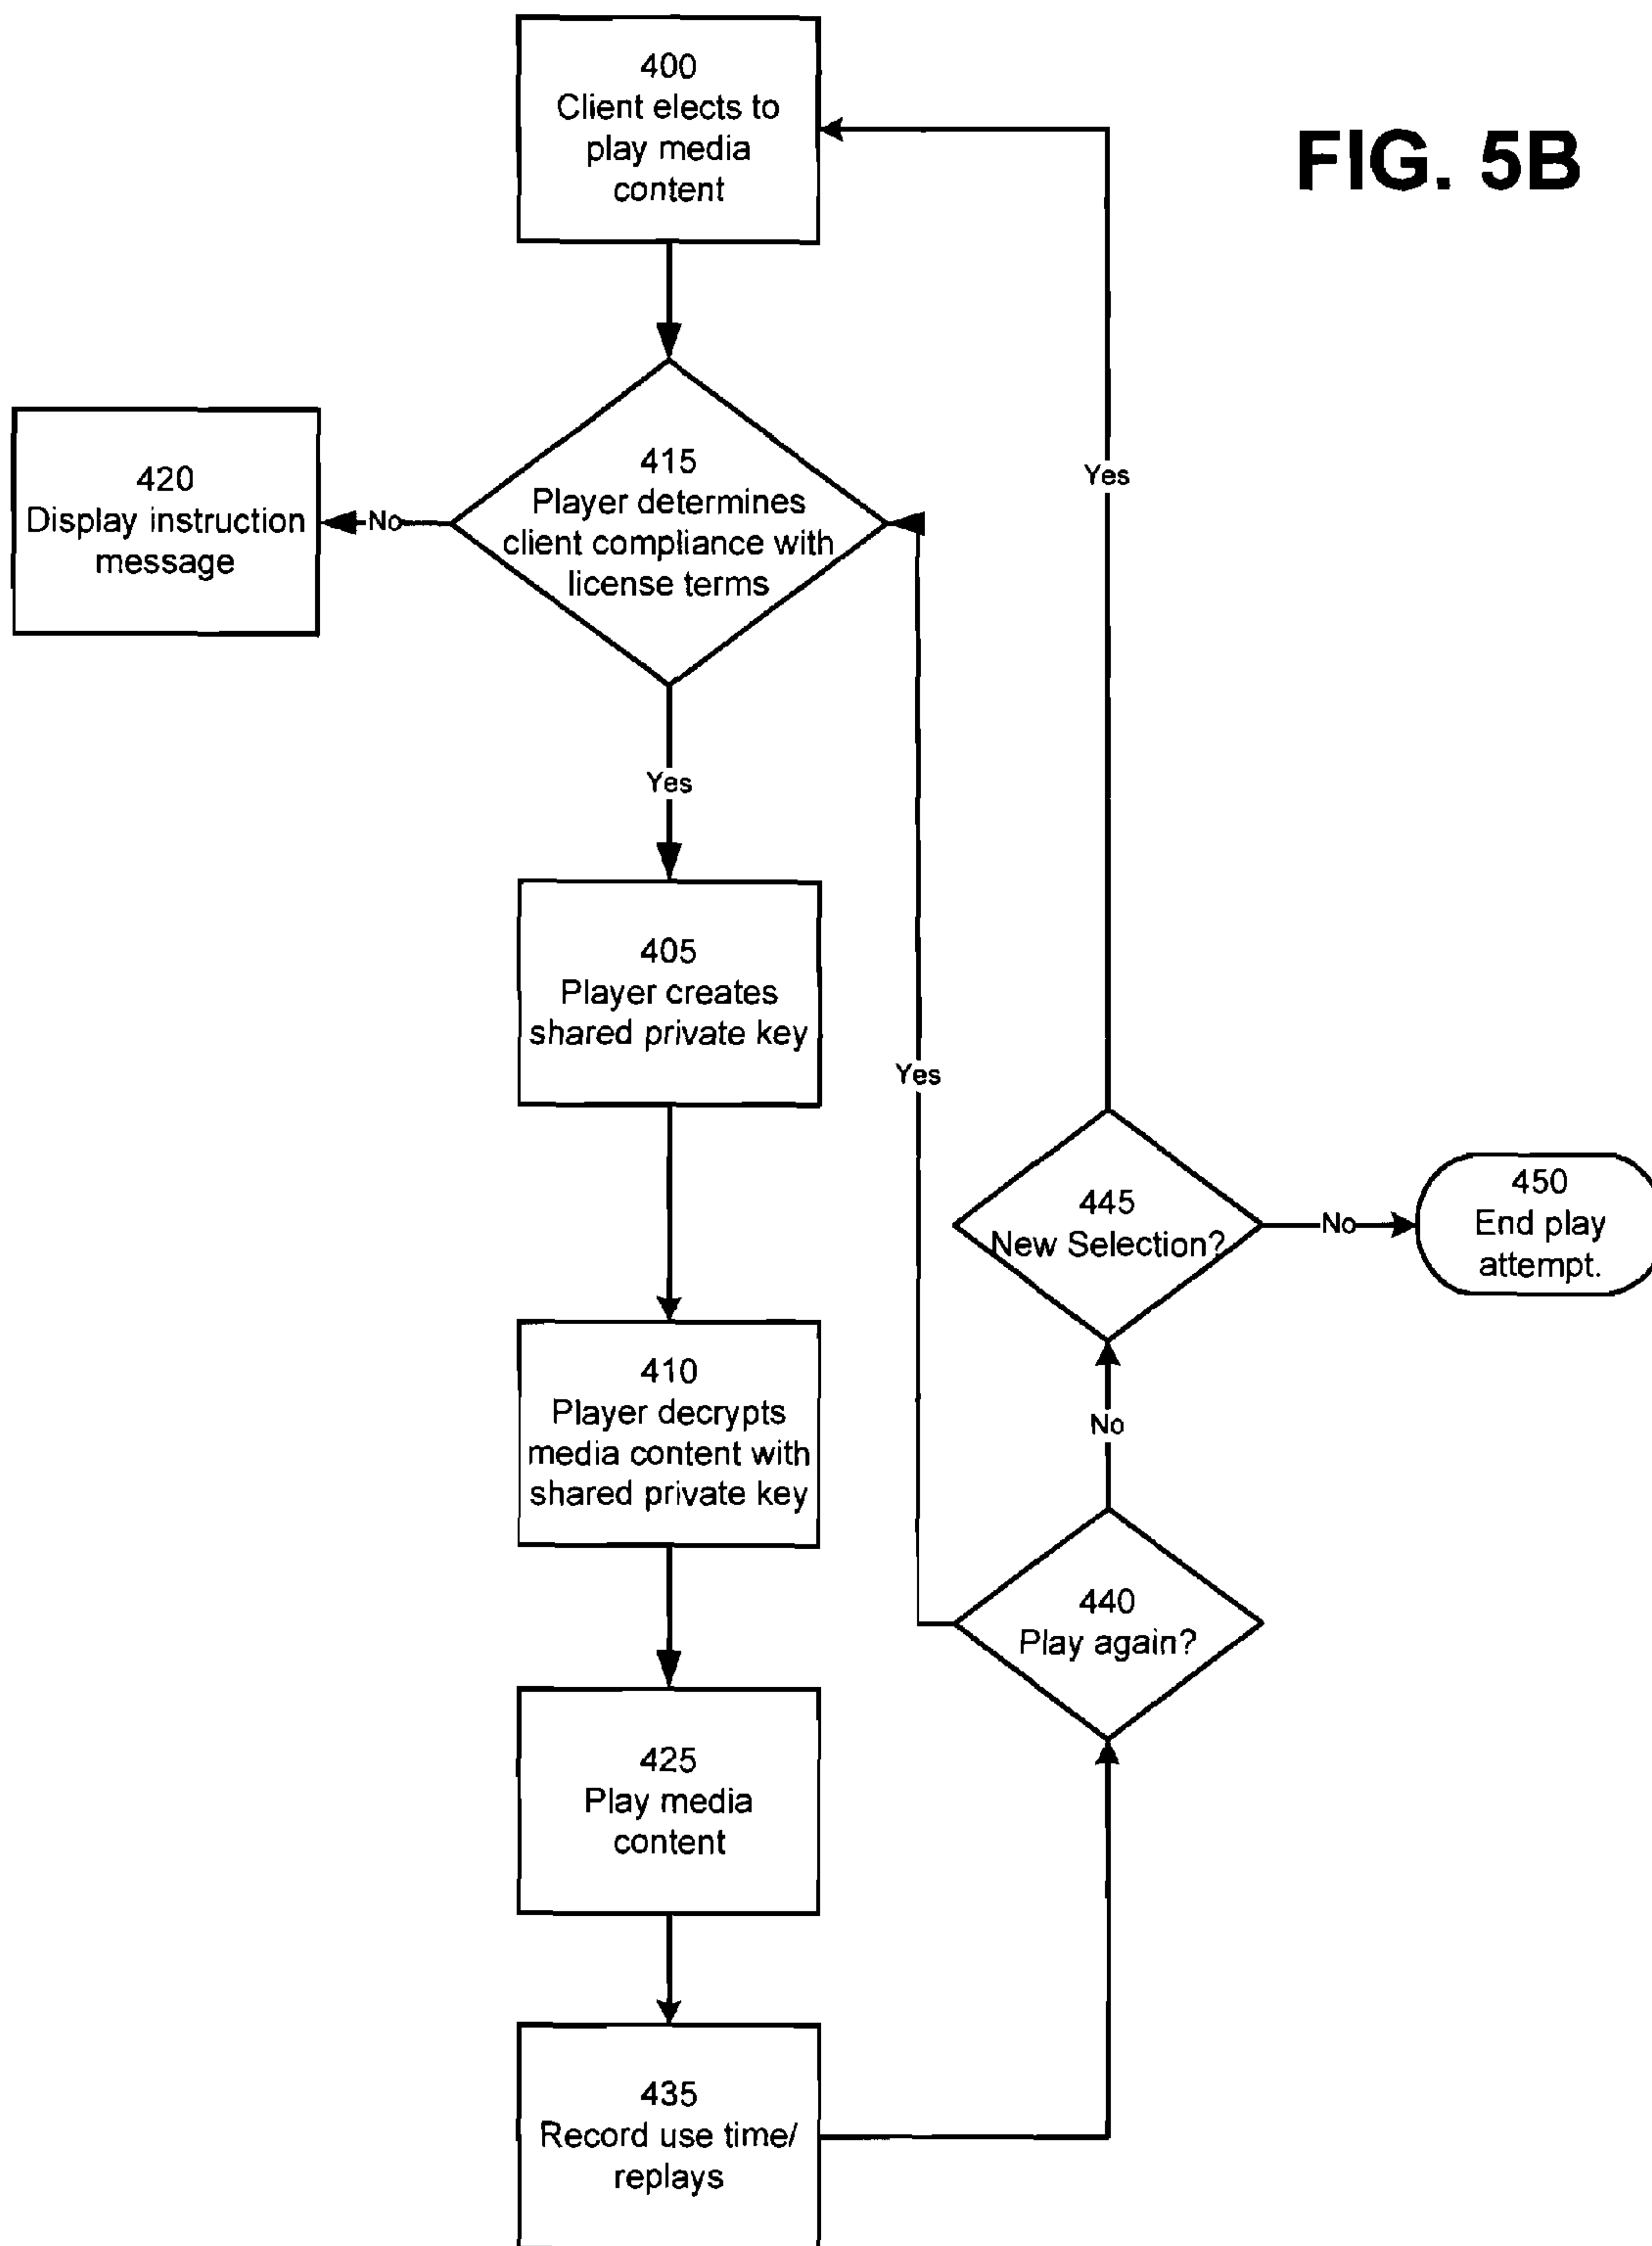 FIG. 5B
400
Client elects to
play media
content
415
Player determines
client compliance with
license terms
No
420
Display instruction
message
Yes
405
Player creates
shared private key
410
Player decrypts
media content with
shared private key
425
Play media
content
435
Record use time/
replays
440
Play again?
Yes
No
445
New Selection?
Yes
No
450
End play
attempt.